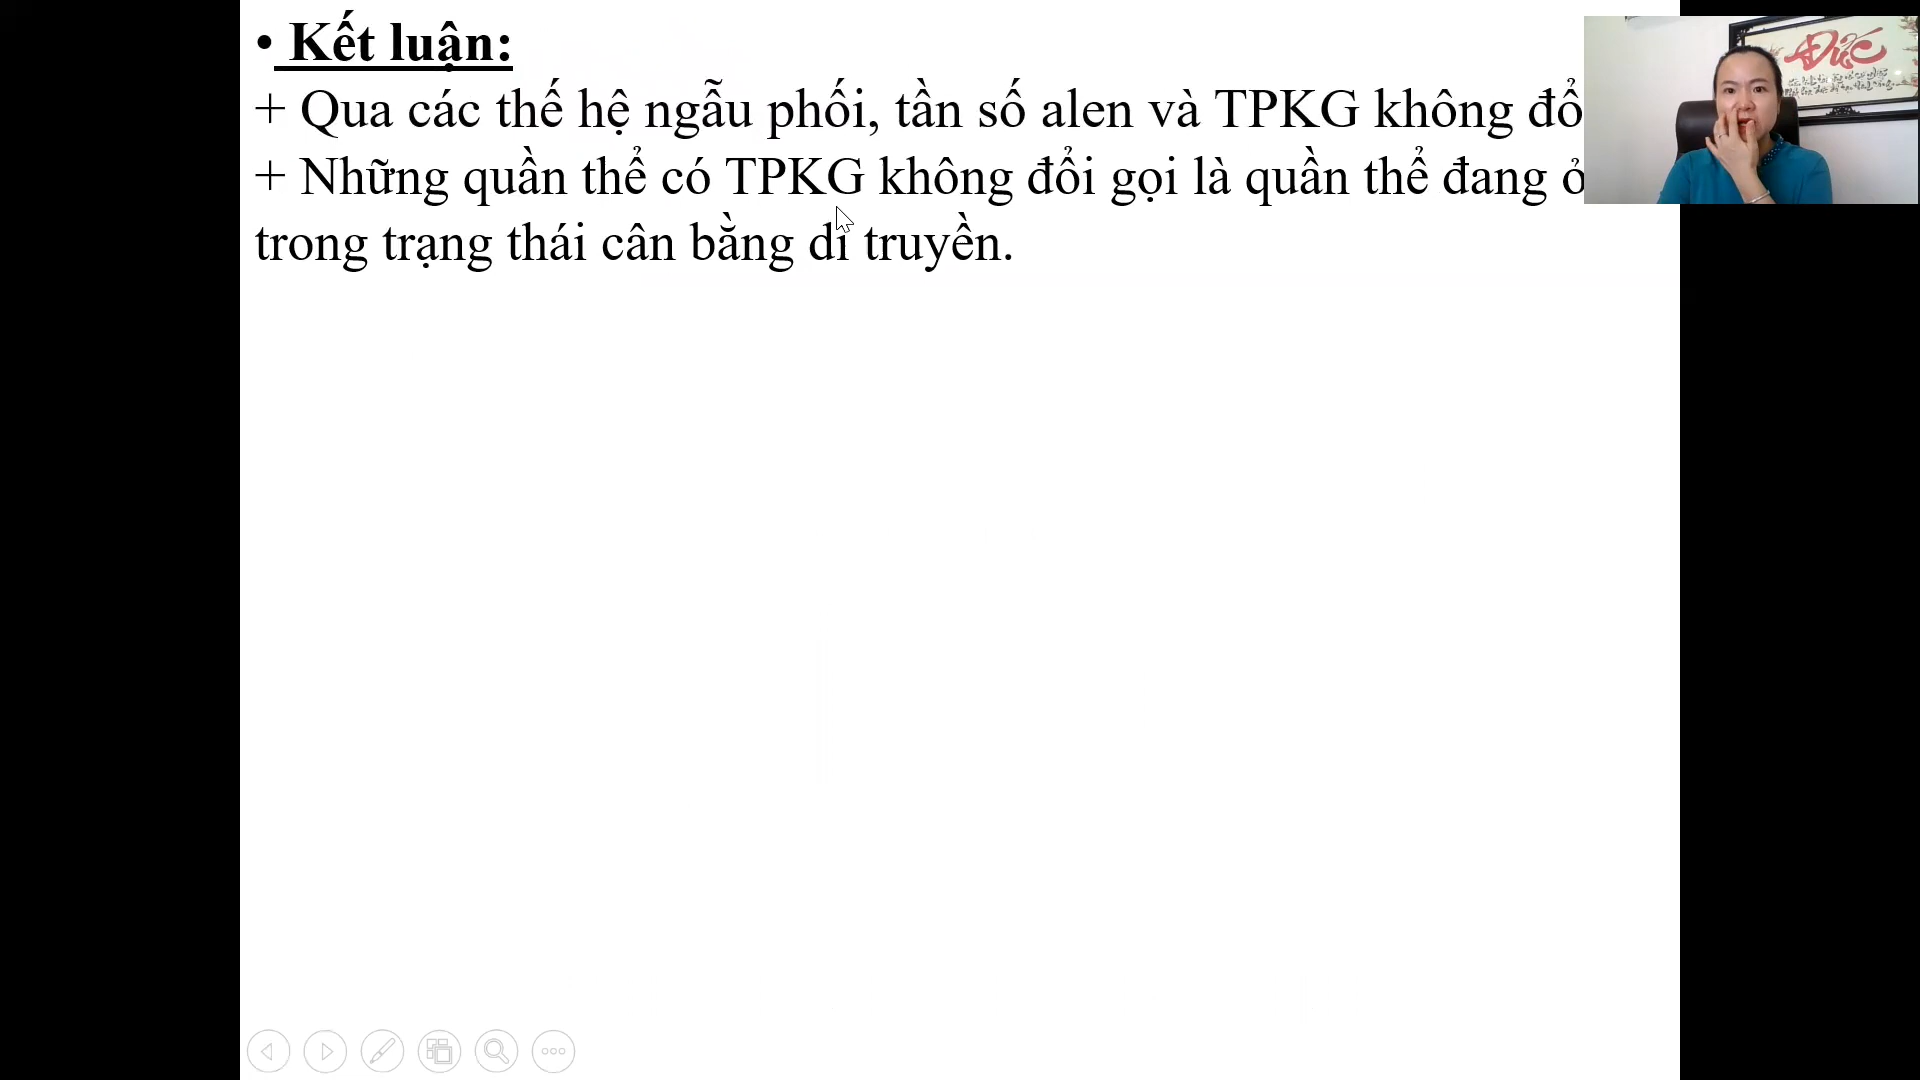 • Kết luận:
+ Qua các thế hệ ngẫu phối, tần số alen và TPKG không đổ
+ Những quần thể có TPKG không đổi gọi là quần thể đang ở
trong trạng thái cân bằng di truyền.
Đức